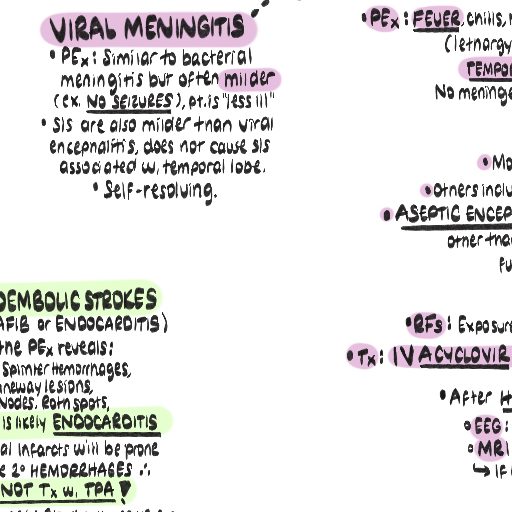 VIRAL MENINGITIS
• PEx: Similar to bacterial
meningitis but often milder
(ex. NO SEIZURES), pt. is "less ill"
• Sls are also milder than viral
encephalitis, does not cause sls
associated w, temporal lobe.
• Self-resolving.
OEMBOLIC STROKES
AFIB or ENDOCARDITIS)
the PEx reveals:
Splinter Hemorrhages,
aneway lesions,
Nodes, Roth spots,
is likely ENDOCARDITIS
al infarcts will be prone
2° HEMORRHAGES ∴
NOT Tx w, TPA!
• PEx: FEVER, chills,
(lethargy
TEMPO
No meninge
• Mo
• Others inclu
• ASEPTIC ENCEP
other tha
fu
• RFs: Exposur
• Tx: IV ACYCLOVIR
• After H
• EEG:
• MRI
↳ IF